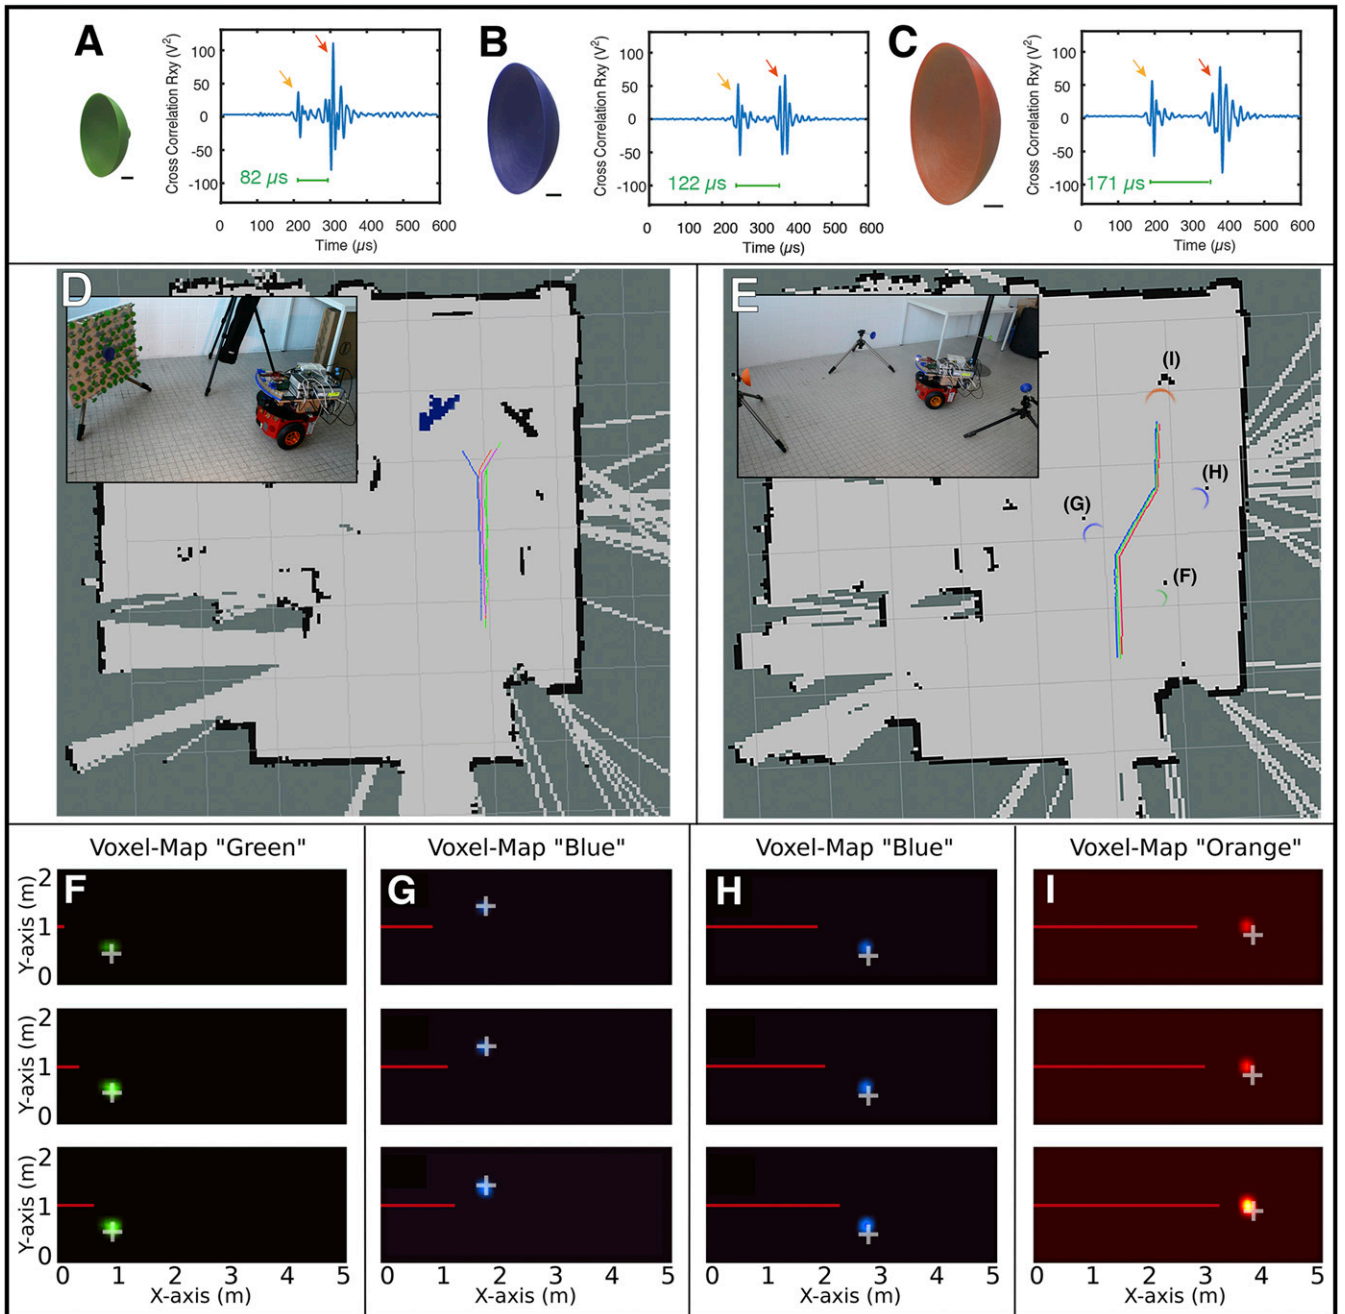 A
Cross Correlation Rxy (V²)
100
50
0
-50
-100
82 µs
0 100 200 300 400 500 600
Time (µs)
B
Cross Correlation Rxy (V²)
100
50
0
-50
-100
122 µs
0 100 200 300 400 500 600
Time (µs)
C
Cross Correlation Rxy (V²)
100
50
0
-50
-100
171 µs
0 100 200 300 400 500 600
Time (µs)
D
E
(I)
(H)
(G)
(F)
Voxel-Map "Green"
Voxel-Map "Blue"
Voxel-Map "Blue"
Voxel-Map "Orange"
F
G
H
I
Y-axis (m)
2
1
0
Y-axis (m)
2
1
0
Y-axis (m)
2
1
0
0 1 2 3 4 5
X-axis (m)
0 1 2 3 4 5
X-axis (m)
0 1 2 3 4 5
X-axis (m)
0 1 2 3 4 5
X-axis (m)